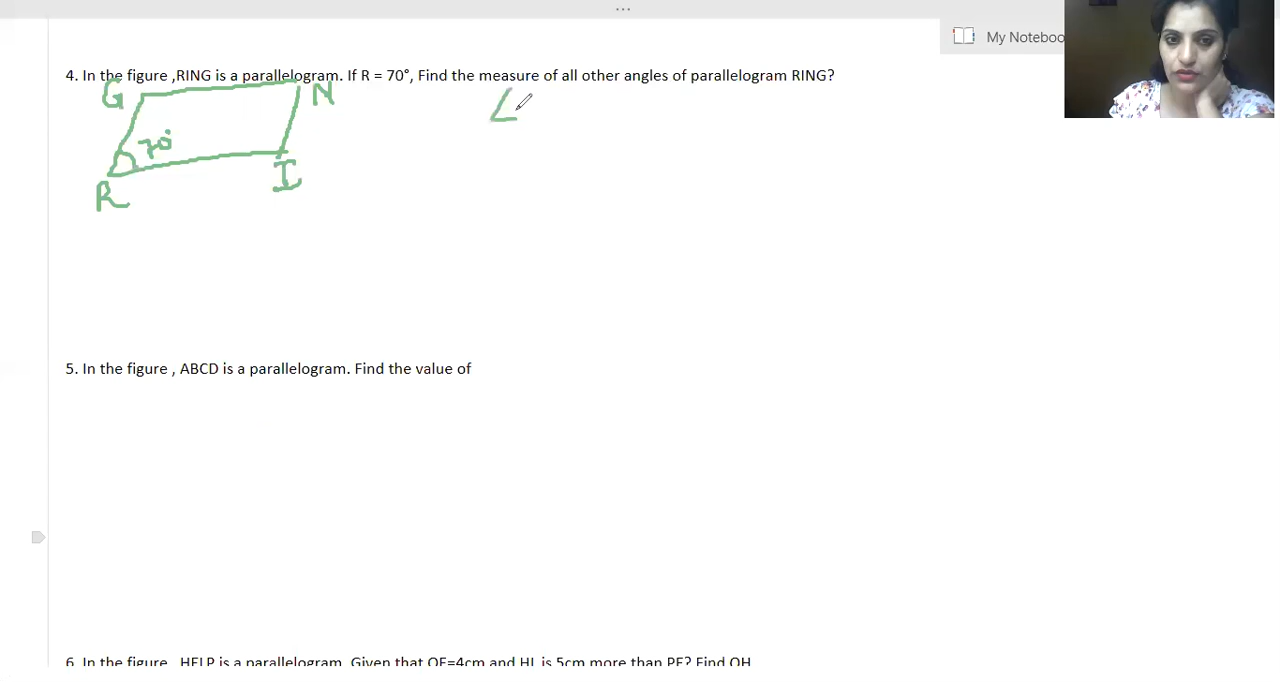 My Noteboo
4. In the figure ,RING is a parallelogram. If R = 70°, Find the measure of all other angles of parallelogram RING?
G N
70°
R I
∠
5. In the figure , ABCD is a parallelogram. Find the value of
6. In the figure , HELP is a parallelogram. Given that OE=4cm and HL is 5cm more than PE? Find OH